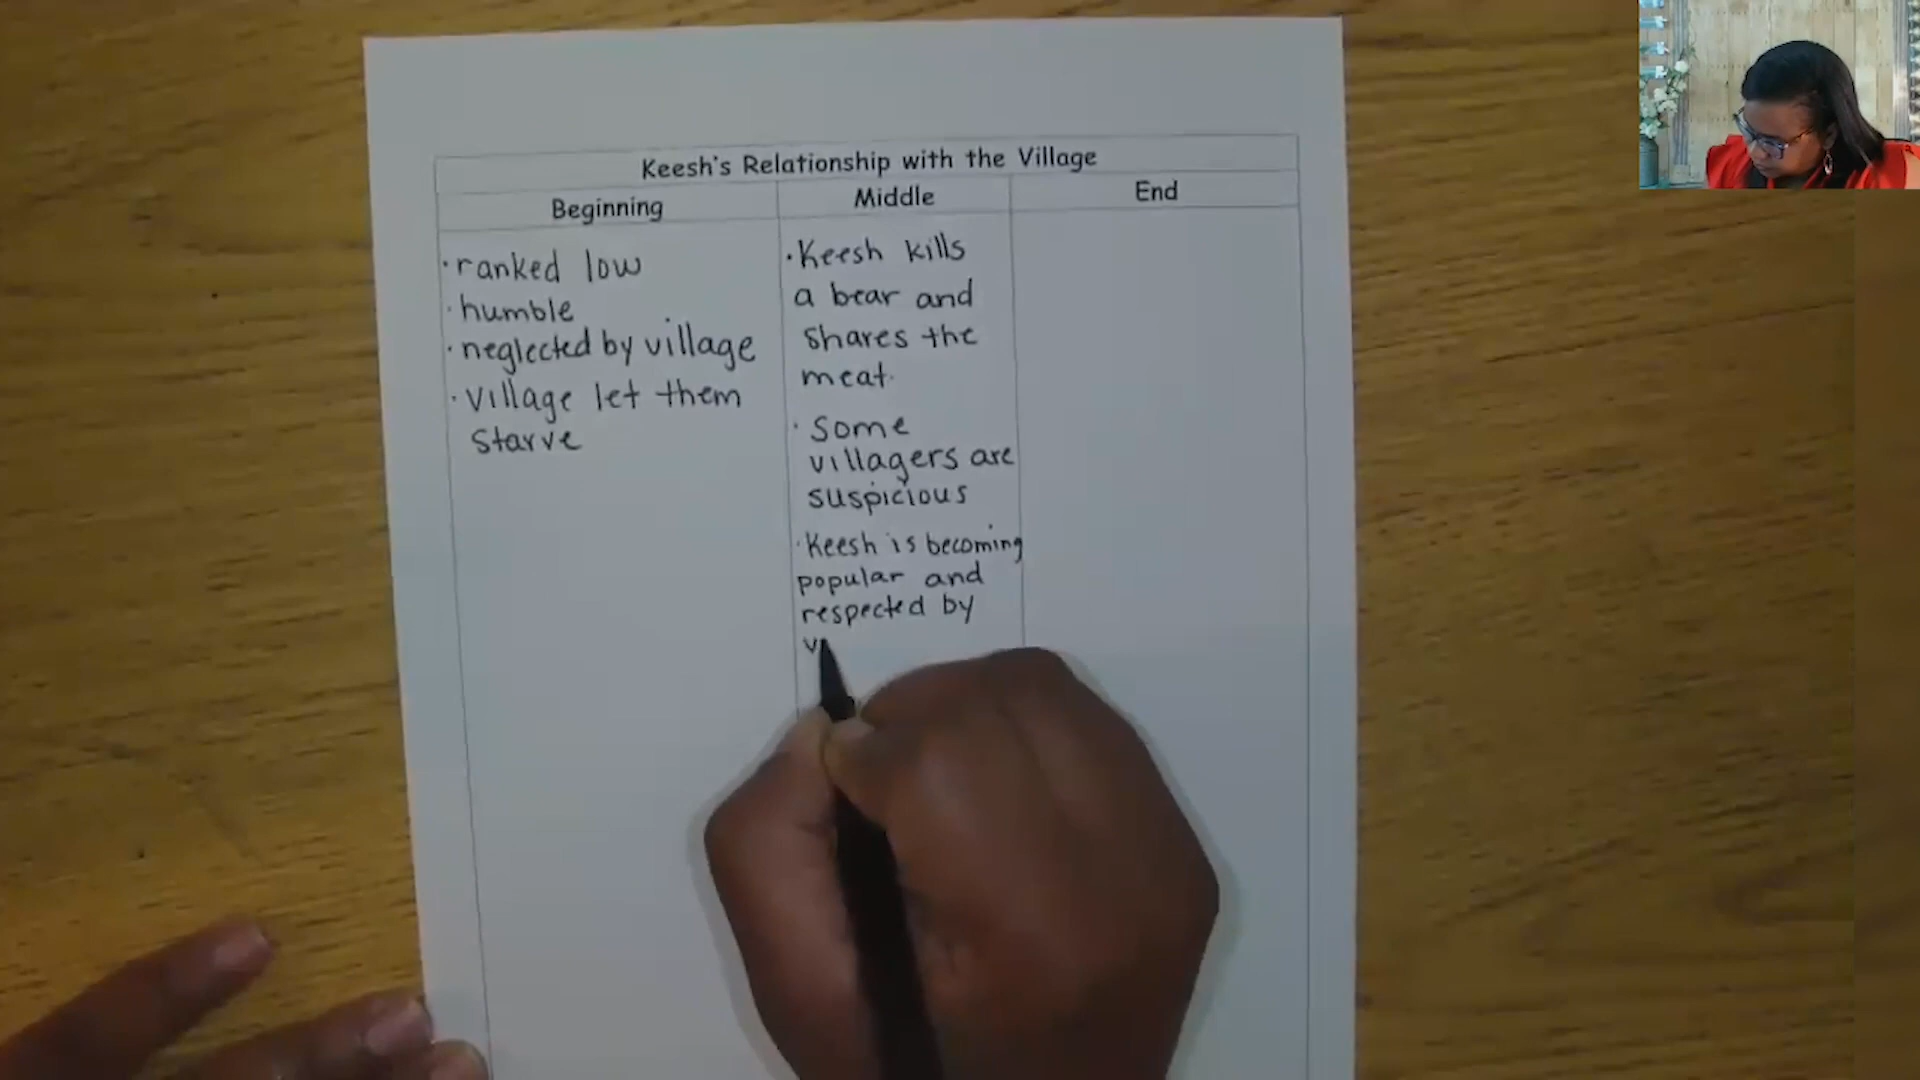 Keesh's Relationship with the Village
Beginning
Middle
End
·ranked low
·humble
·neglected by village
·village let them
starve
·Keesh kills
a bear and
shares the
meat.
·Some
villagers are
suspicious
·Keesh is becoming
popular and
respected by